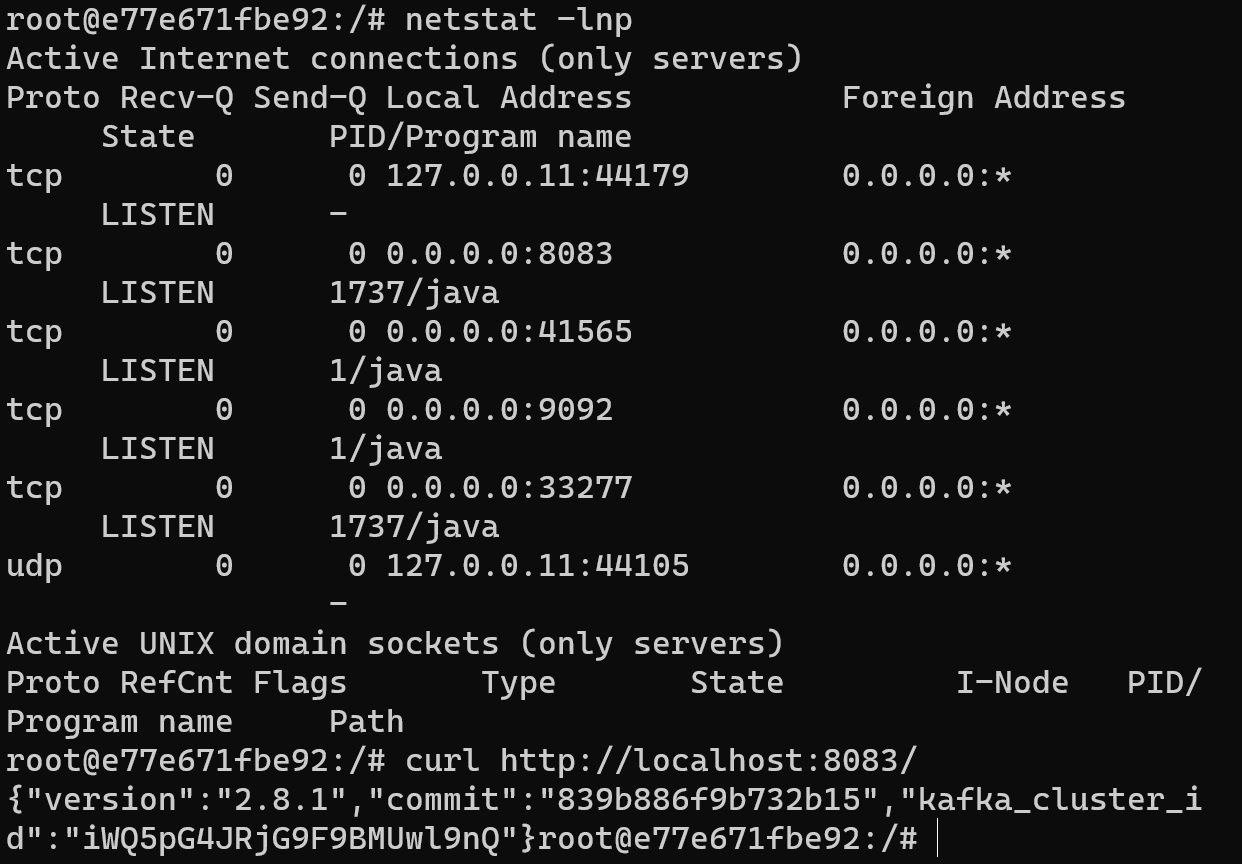 root@e77e671fbe92:/# netstat -lnp
Active Internet connections (only servers)
Proto Recv-Q Send-Q Local Address           Foreign Address
     State       PID/Program name
tcp        0      0 127.0.0.11:44179        0.0.0.0:*
     LISTEN      -
tcp        0      0 0.0.0.0:8083            0.0.0.0:*
     LISTEN      1737/java
tcp        0      0 0.0.0.0:41565           0.0.0.0:*
     LISTEN      1/java
tcp        0      0 0.0.0.0:9092            0.0.0.0:*
     LISTEN      1/java
tcp        0      0 0.0.0.0:33277           0.0.0.0:*
     LISTEN      1737/java
udp        0      0 127.0.0.11:44105        0.0.0.0:*
                 -
Active UNIX domain sockets (only servers)
Proto RefCnt Flags       Type       State         I-Node   PID/
Program name     Path
root@e77e671fbe92:/# curl http://localhost:8083/
{"version":"2.8.1","commit":"839b886f9b732b15","kafka_cluster_i
d":"iWQ5pG4JRjG9F9BMUwl9nQ"}root@e77e671fbe92:/#